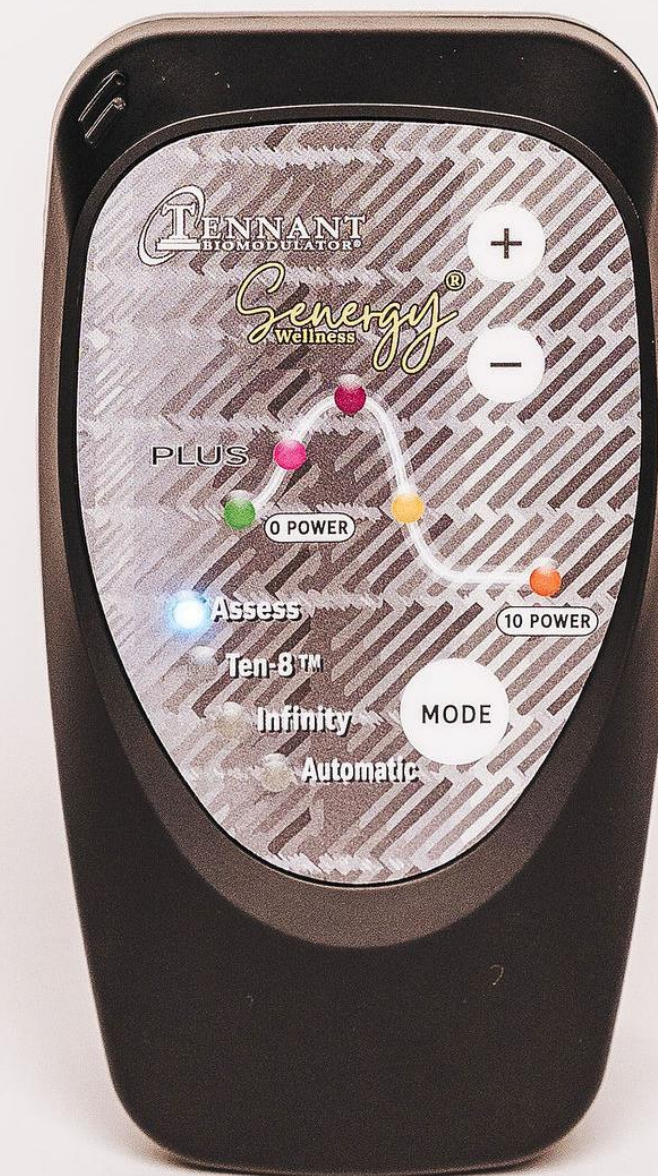 TENNANT
BIOMODULATOR®
Senergy®
Wellness
+
−
PLUS
0 POWER
Assess
10 POWER
Ten-8™
Infinity
MODE
Automatic